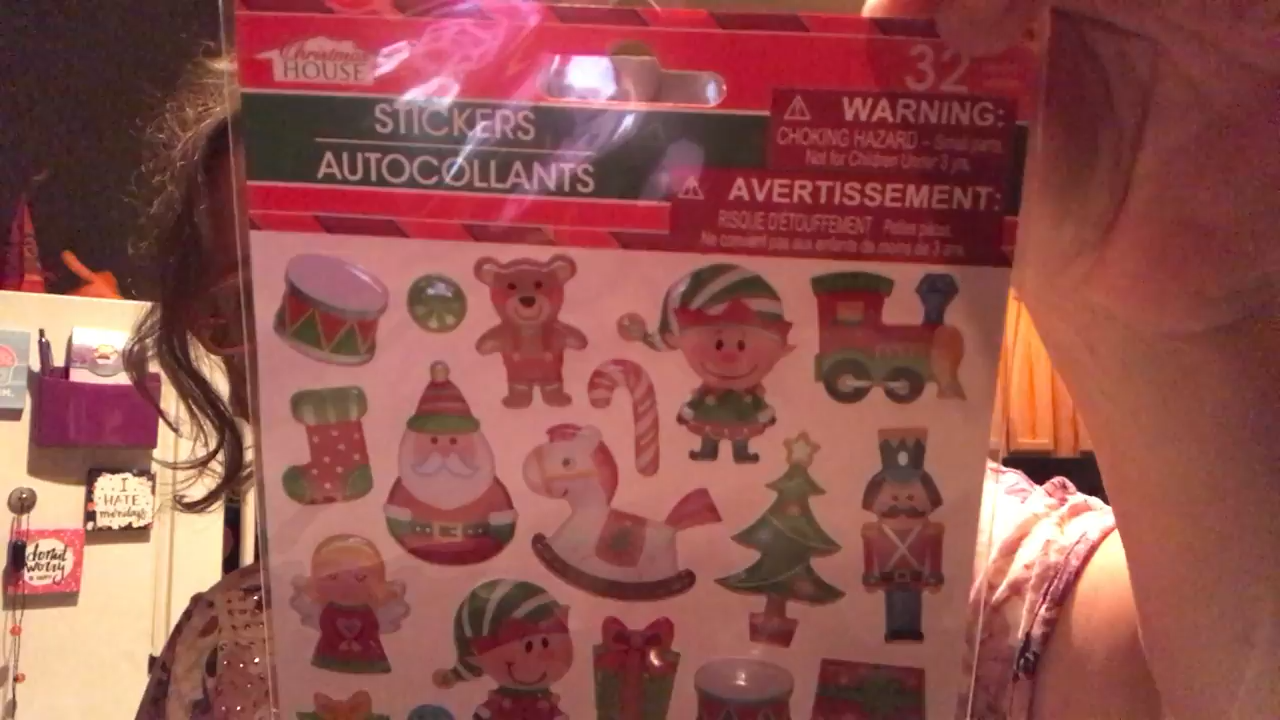 Christmas
HOUSE
32
STICKERS
AUTOCOLLANTS
WARNING:
CHOKING HAZARD - Small parts.
Not for Children Under 3 yrs.
AVERTISSEMENT:
RISQUE D'ÉTOUFFEMENT Petites pièces.
Ne convient pas aux enfants de moins de 3 ans.
I
HATE
mondays
donut
worry